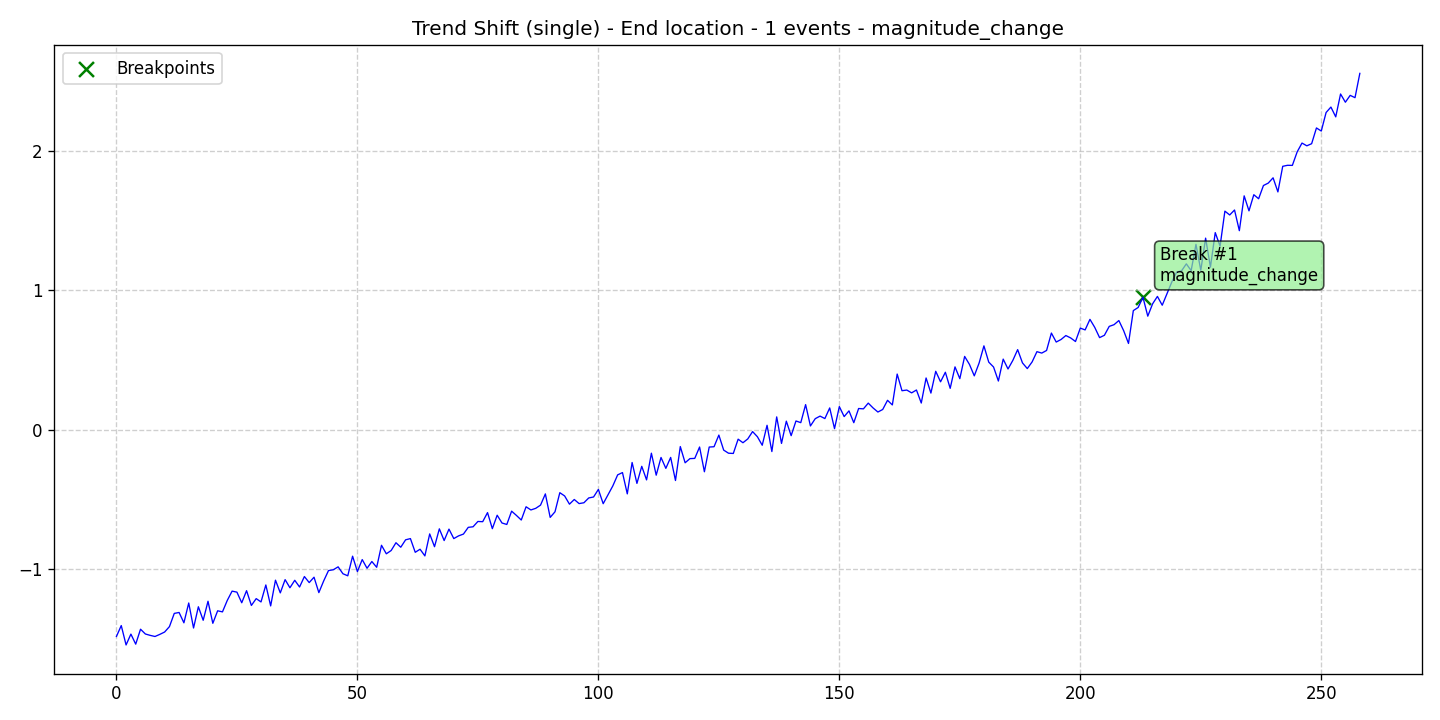 Trend Shift (single) - End location - 1 events - magnitude_change
Breakpoints
Break #1
magnitude_change
2
1
0
−1
0
50
100
150
200
250